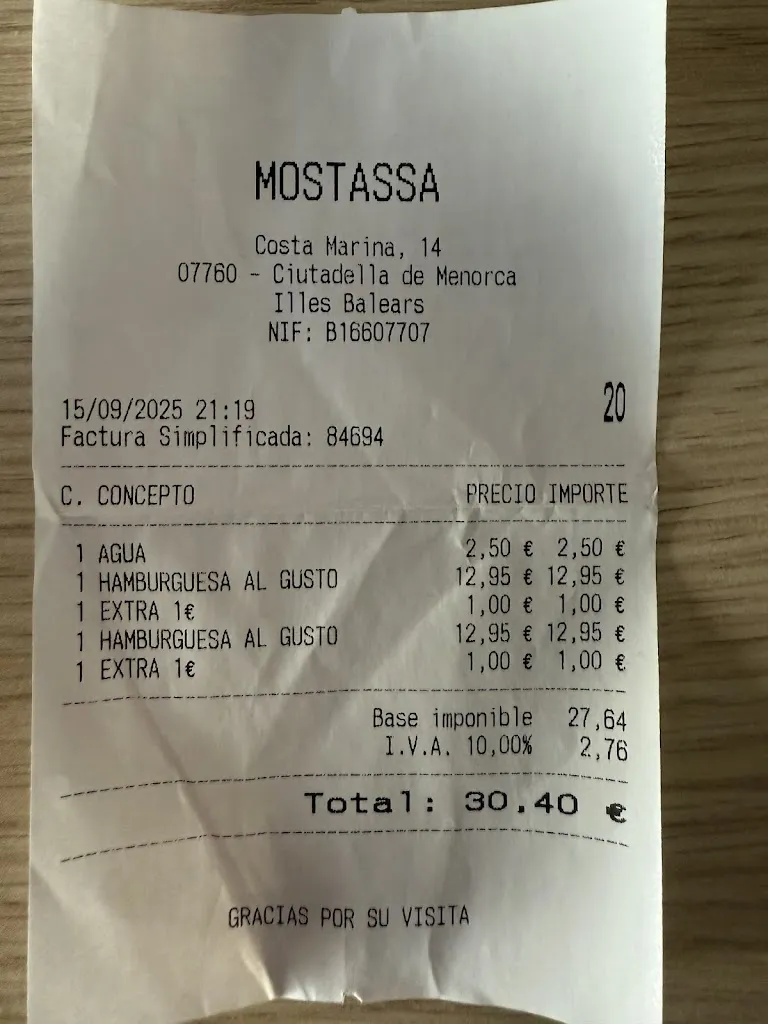 MOSTASSA
Costa Marina, 14
07760 - Ciutadella de Menorca
Illes Balears
NIF: B16607707
20
15/09/2025 21:19
Factura Simplificada: 84694
C. CONCEPTO PRECIO IMPORTE
1 AGUA 2,50 € 2,50 €
1 HAMBURGUESA AL GUSTO 12,95 € 12,95 €
1 EXTRA 1€ 1,00 € 1,00 €
1 HAMBURGUESA AL GUSTO 12,95 € 12,95 €
1 EXTRA 1€ 1,00 € 1,00 €
Base imponible 27,64
I.V.A. 10,00% 2,76
Total: 30.40 €
GRACIAS POR SU VISITA